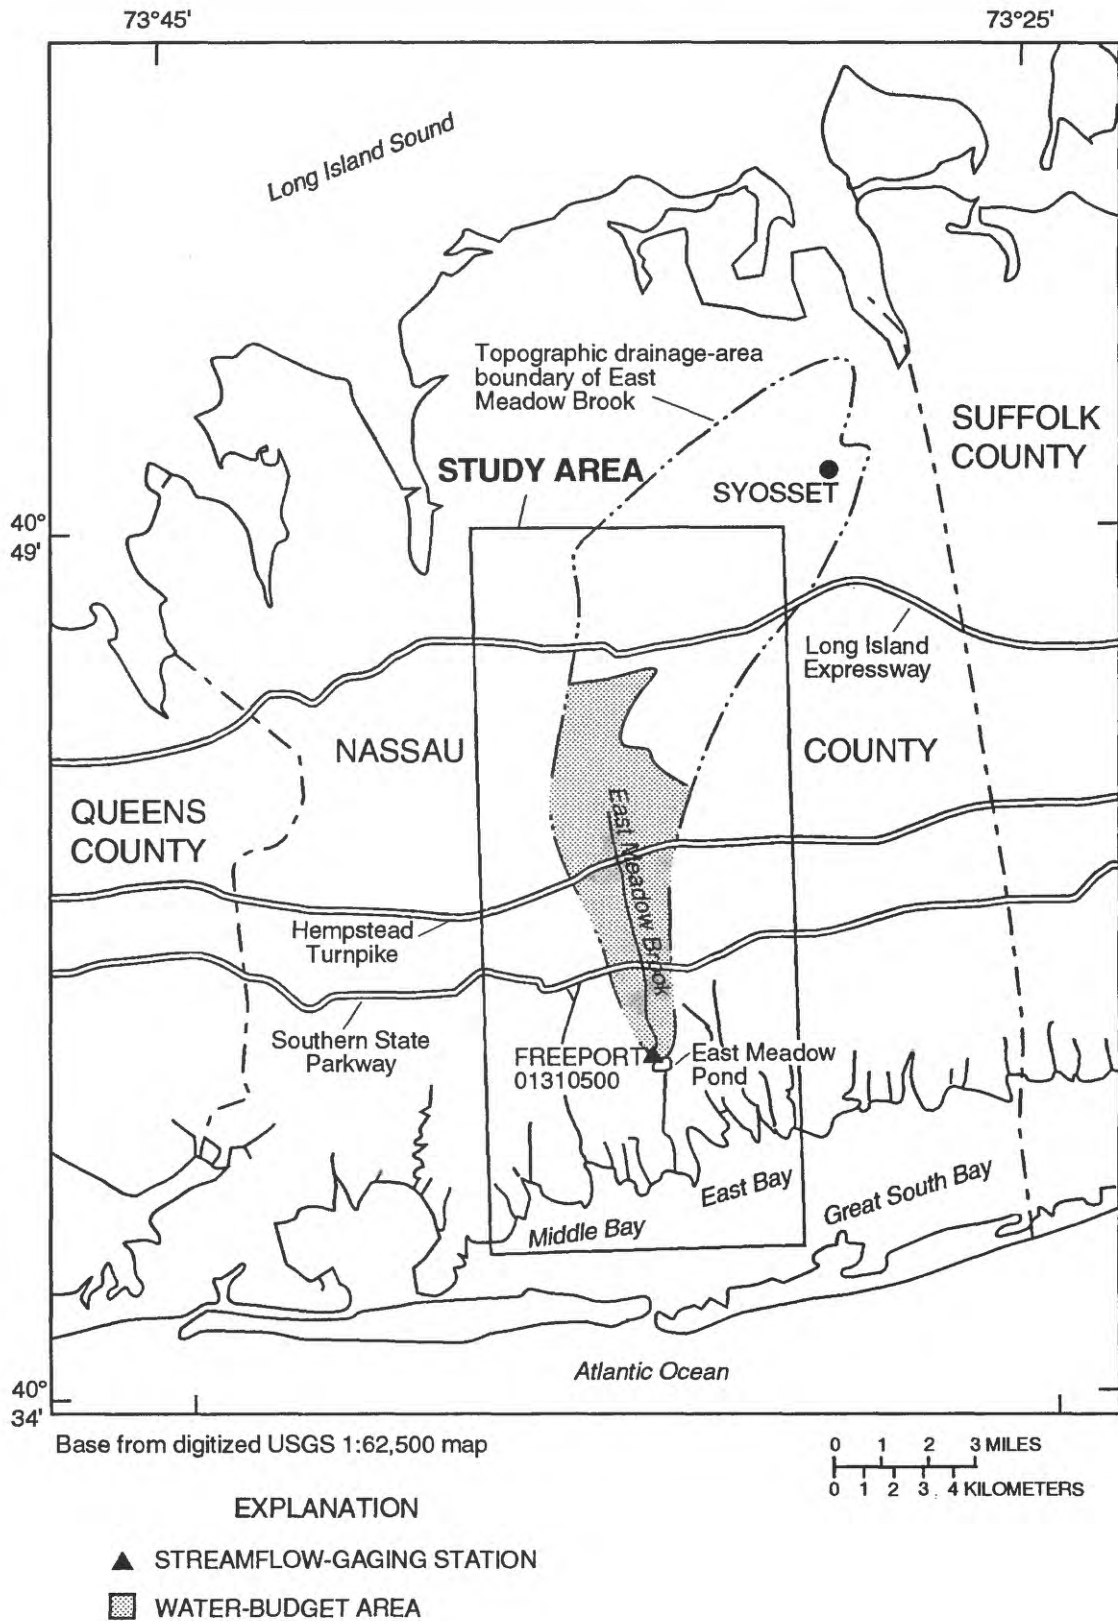 73°45'
73°25'
Long Island Sound
Topographic drainage-area
boundary of East
Meadow Brook
SUFFOLK
COUNTY
STUDY AREA
SYOSSET
40°
49'
Long Island
Expressway
NASSAU
COUNTY
QUEENS
COUNTY
East Meadow Brook
Hempstead
Turnpike
Southern State
Parkway
FREEPORT
01310500
East Meadow
Pond
East Bay
Great South Bay
Middle Bay
Atlantic Ocean
40°
34'
Base from digitized USGS 1:62,500 map
0 1 2 3 MILES
0 1 2 3 4 KILOMETERS
EXPLANATION
STREAMFLOW-GAGING STATION
WATER-BUDGET AREA